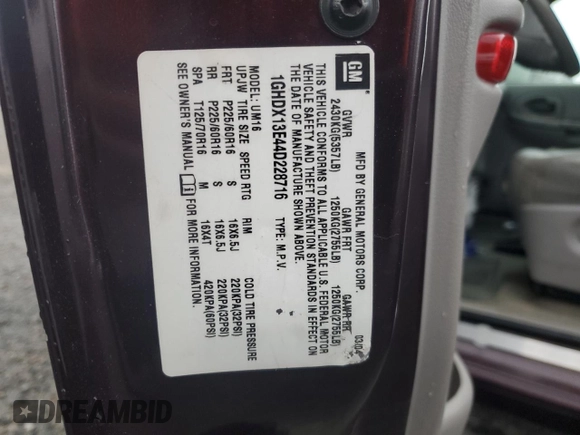 GM
MFD BY GENERAL MOTORS CORP.
03/04
GVWR GAWR FRT GAWR RR
2430KG(5357LB) 1250KG(2755LB) 1250KG(2755LB)
THIS VEHICLE CONFORMS TO ALL APPLICABLE U.S. FEDERAL MOTOR
VEHICLE SAFETY AND THEFT PREVENTION STANDARDS IN EFFECT ON
THE DATE OF MANUFACTURE SHOWN ABOVE.
1GHDX13E44D228716 TYPE: M.P.V.
MODEL: UM16
UPJW TIRE SIZE SPEED RTG RIM COLD TIRE PRESSURE
FRT P225/60R16 S 16X6.5J 220KPA(32PSI)
RR P225/60R16 S 16X6.5J 220KPA(32PSI)
SPA T125/70R16 M 16X4T 420KPA(60PSI)
SEE OWNER'S MANUAL FOR MORE INFORMATION.
DREAMBID